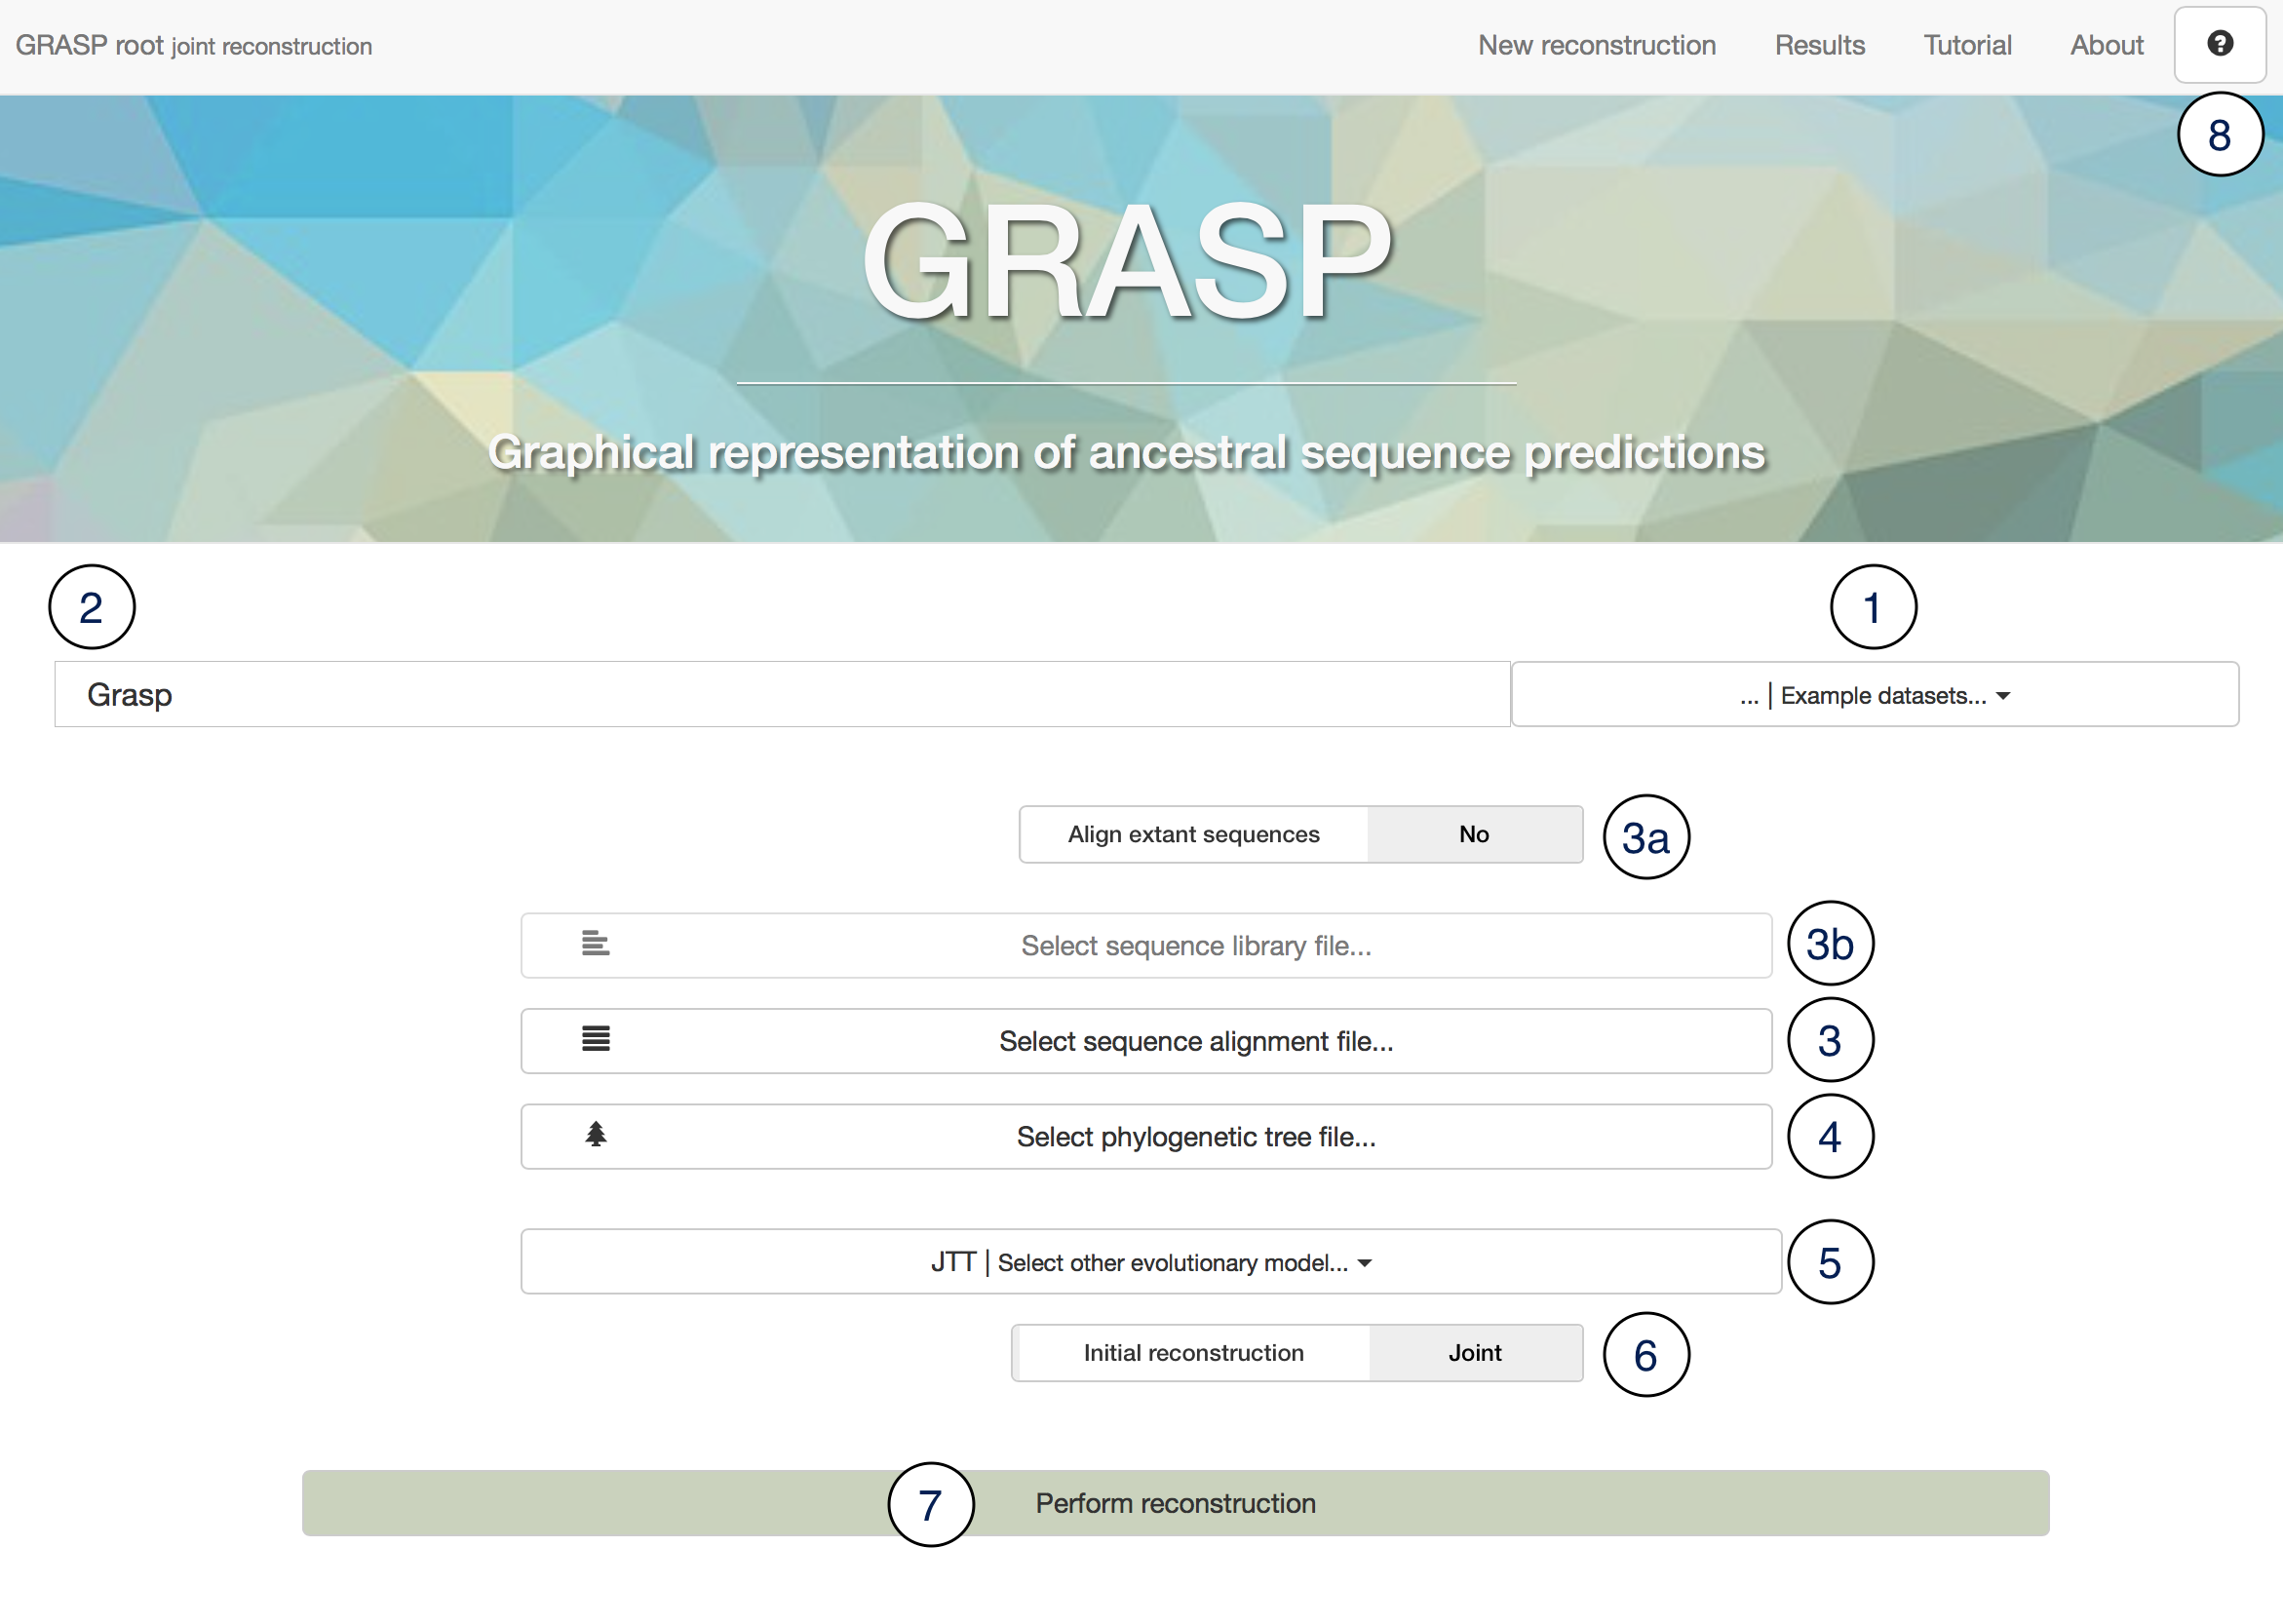 GRASP root joint reconstruction
New reconstruction
Results
Tutorial
About
?
8
GRASP
Graphical representation of ancestral sequence predictions
2
1
Grasp
... | Example datasets...
Align extant sequences
No
3a
Select sequence library file...
3b
Select sequence alignment file...
3
Select phylogenetic tree file...
4
JTT | Select other evolutionary model...
5
Initial reconstruction
Joint
6
7
Perform reconstruction